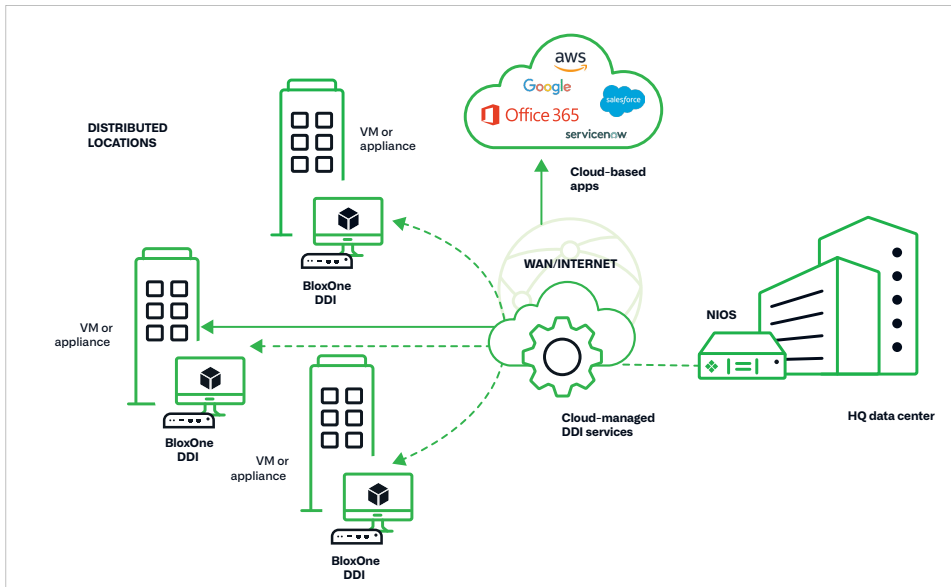 aws
Google
Office 365
salesforce
servicenow
DISTRIBUTED
LOCATIONS
VM or
appliance
Cloud-based
apps
WAN/INTERNET
BloxOne
DDI
NIOS
VM or
appliance
Cloud-managed
DDI services
HQ data center
BloxOne
DDI
VM or
appliance
BloxOne
DDI